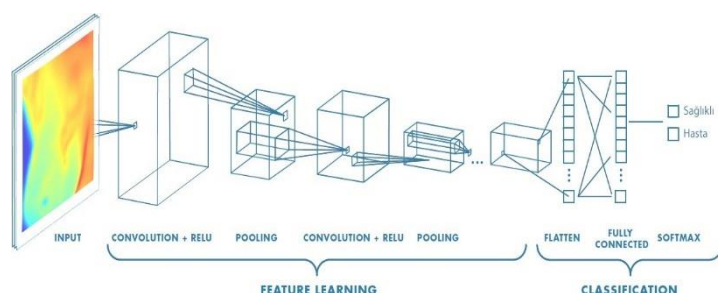 Sağlıklı
Hasta
INPUT
CONVOLUTION + RELU
POOLING
CONVOLUTION + RELU
POOLING
FLATTEN
FULLY
CONNECTED
SOFTMAX
FEATURE LEARNING
CLASSIFICATION